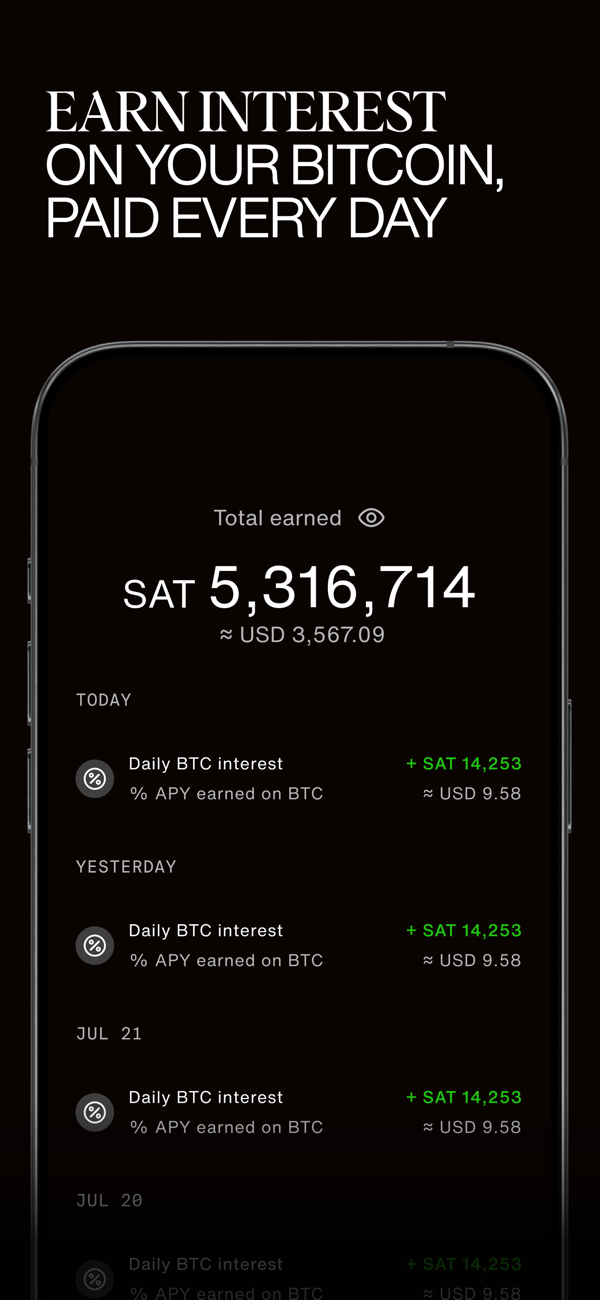 EARN INTEREST
ON YOUR BITCOIN,
PAID EVERY DAY
Total earned
SAT 5,316,714
≈ USD 3,567.09
TODAY
Daily BTC interest + SAT 14,253
% APY earned on BTC ≈ USD 9.58
YESTERDAY
Daily BTC interest + SAT 14,253
% APY earned on BTC ≈ USD 9.58
JUL 21
Daily BTC interest + SAT 14,253
% APY earned on BTC ≈ USD 9.58
JUL 20
Daily BTC interest + SAT 14,253
% APY earned on BTC ≈ USD 9.58